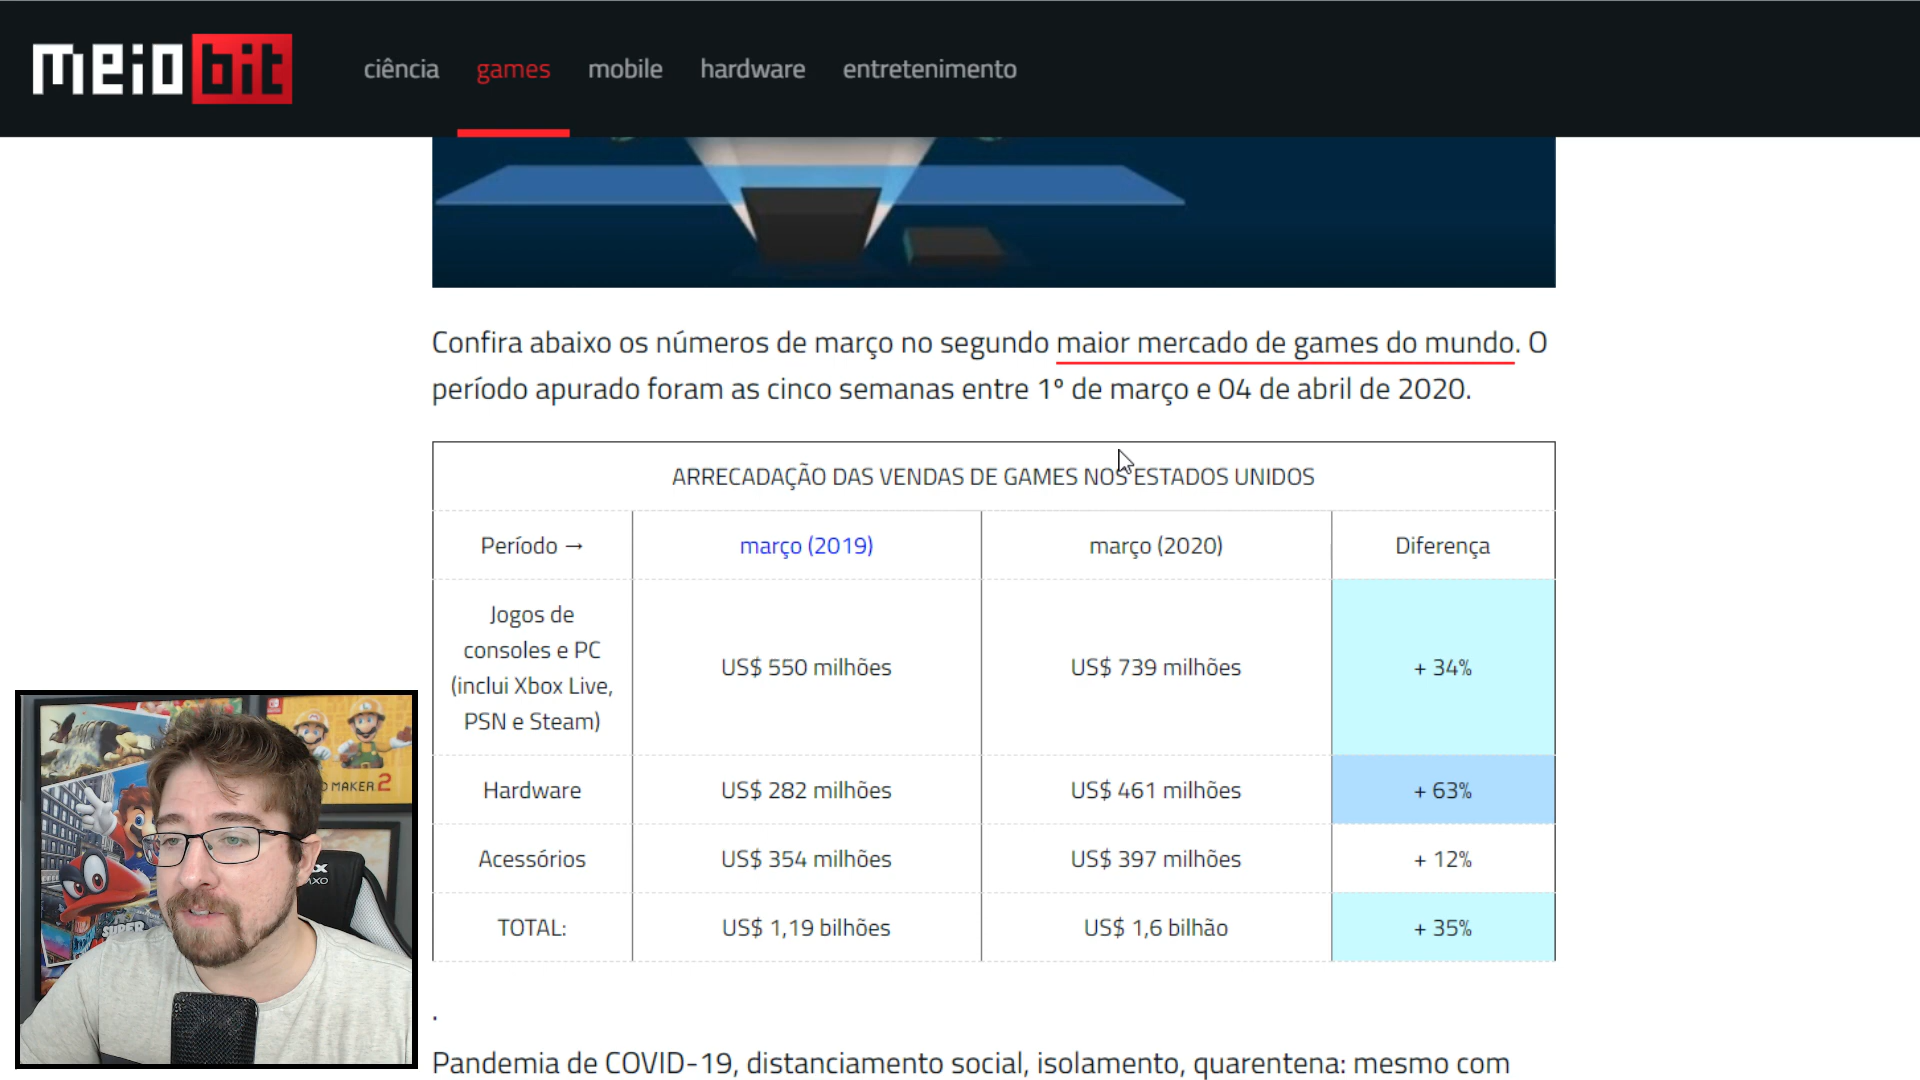 meiobit
ciência games mobile hardware entretenimento
Confira abaixo os números de março no segundo maior mercado de games do mundo. O
período apurado foram as cinco semanas entre 1º de março e 04 de abril de 2020.
ARRECADAÇÃO DAS VENDAS DE GAMES NOS ESTADOS UNIDOS
Período → março (2019) março (2020) Diferença
Jogos de
consoles e PC
(inclui Xbox Live,
PSN e Steam)
US$ 550 milhões US$ 739 milhões + 34%
Hardware US$ 282 milhões US$ 461 milhões + 63%
Acessórios US$ 354 milhões US$ 397 milhões + 12%
TOTAL: US$ 1,19 bilhões US$ 1,6 bilhão + 35%
.
Pandemia de COVID-19, distanciamento social, isolamento, quarentena: mesmo com
MAKER 2
SUPER